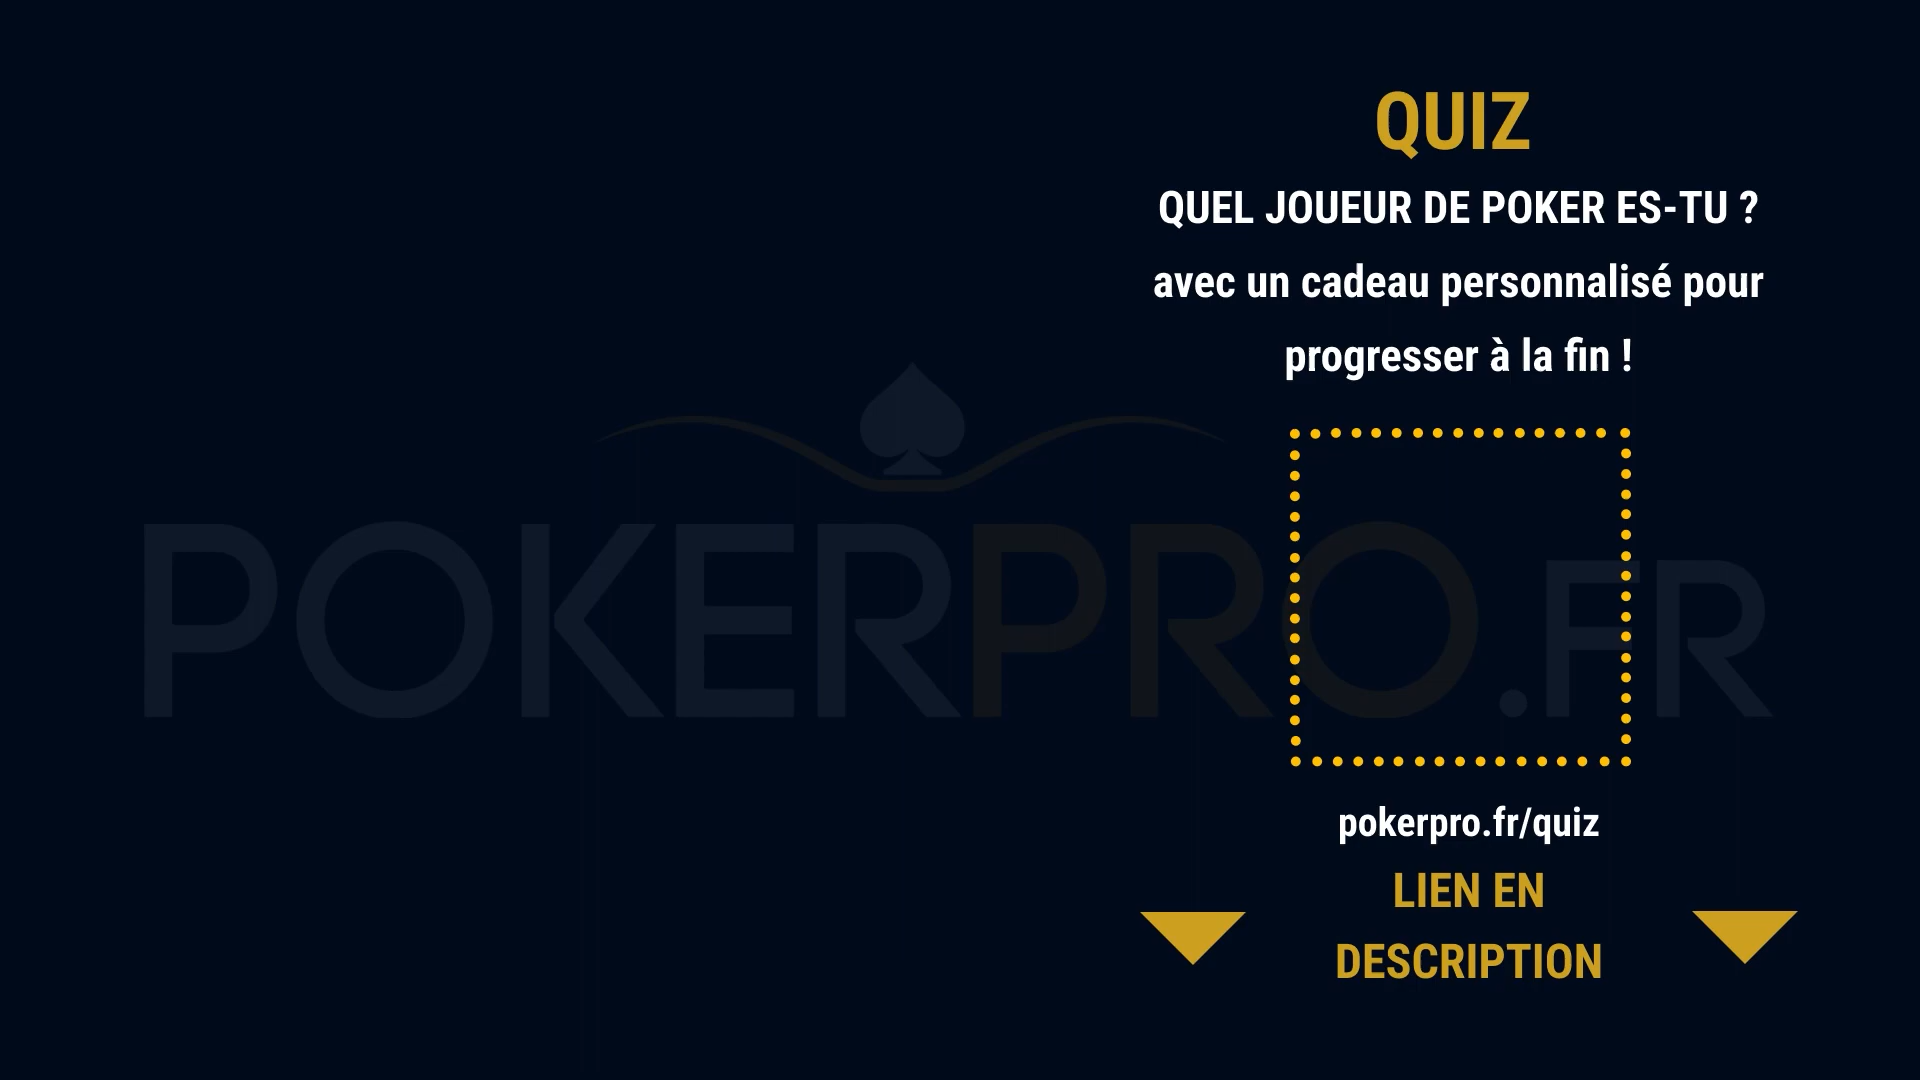 QUIZ
QUEL JOUEUR DE POKER ES-TU ?
avec un cadeau personnalisé pour
progresser à la fin !
POKERPRO.FR
pokerpro.fr/quiz
LIEN EN
DESCRIPTION